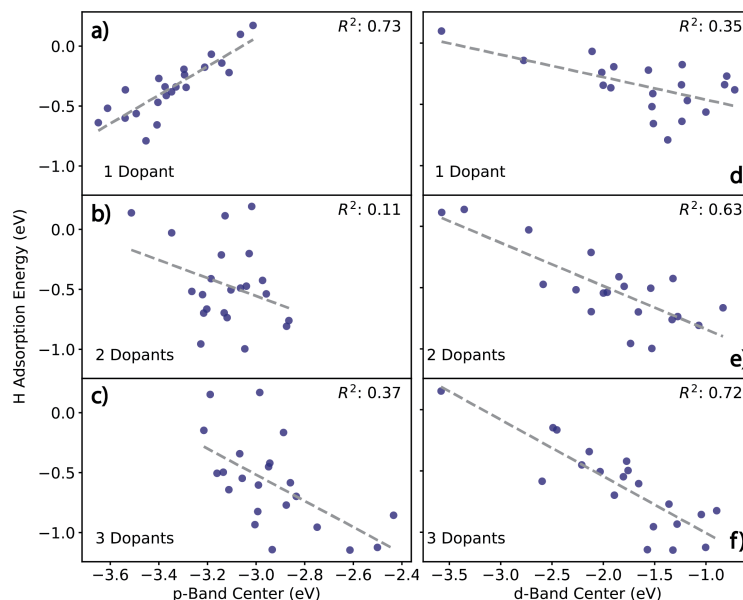 a)
R²: 0.73
0.0
−0.5
−1.0
1 Dopant
R²: 0.35
1 Dopant
d
b)
R²: 0.11
0.0
−0.5
−1.0
2 Dopants
R²: 0.63
2 Dopants
e)
c)
R²: 0.37
0.0
−0.5
−1.0
3 Dopants
R²: 0.72
3 Dopants
f)
H Adsorption Energy (eV)
−3.6 −3.4 −3.2 −3.0 −2.8 −2.6 −2.4
p-Band Center (eV)
−3.5 −3.0 −2.5 −2.0 −1.5 −1.0
d-Band Center (eV)